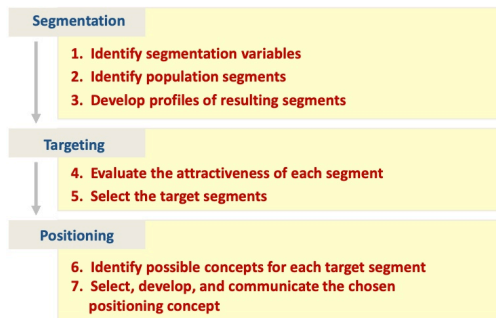 Segmentation
1. Identify segmentation variables
2. Identify population segments
3. Develop profiles of resulting segments
Targeting
4. Evaluate the attractiveness of each segment
5. Select the target segments
Positioning
6. Identify possible concepts for each target segment
7. Select, develop, and communicate the chosen
positioning concept